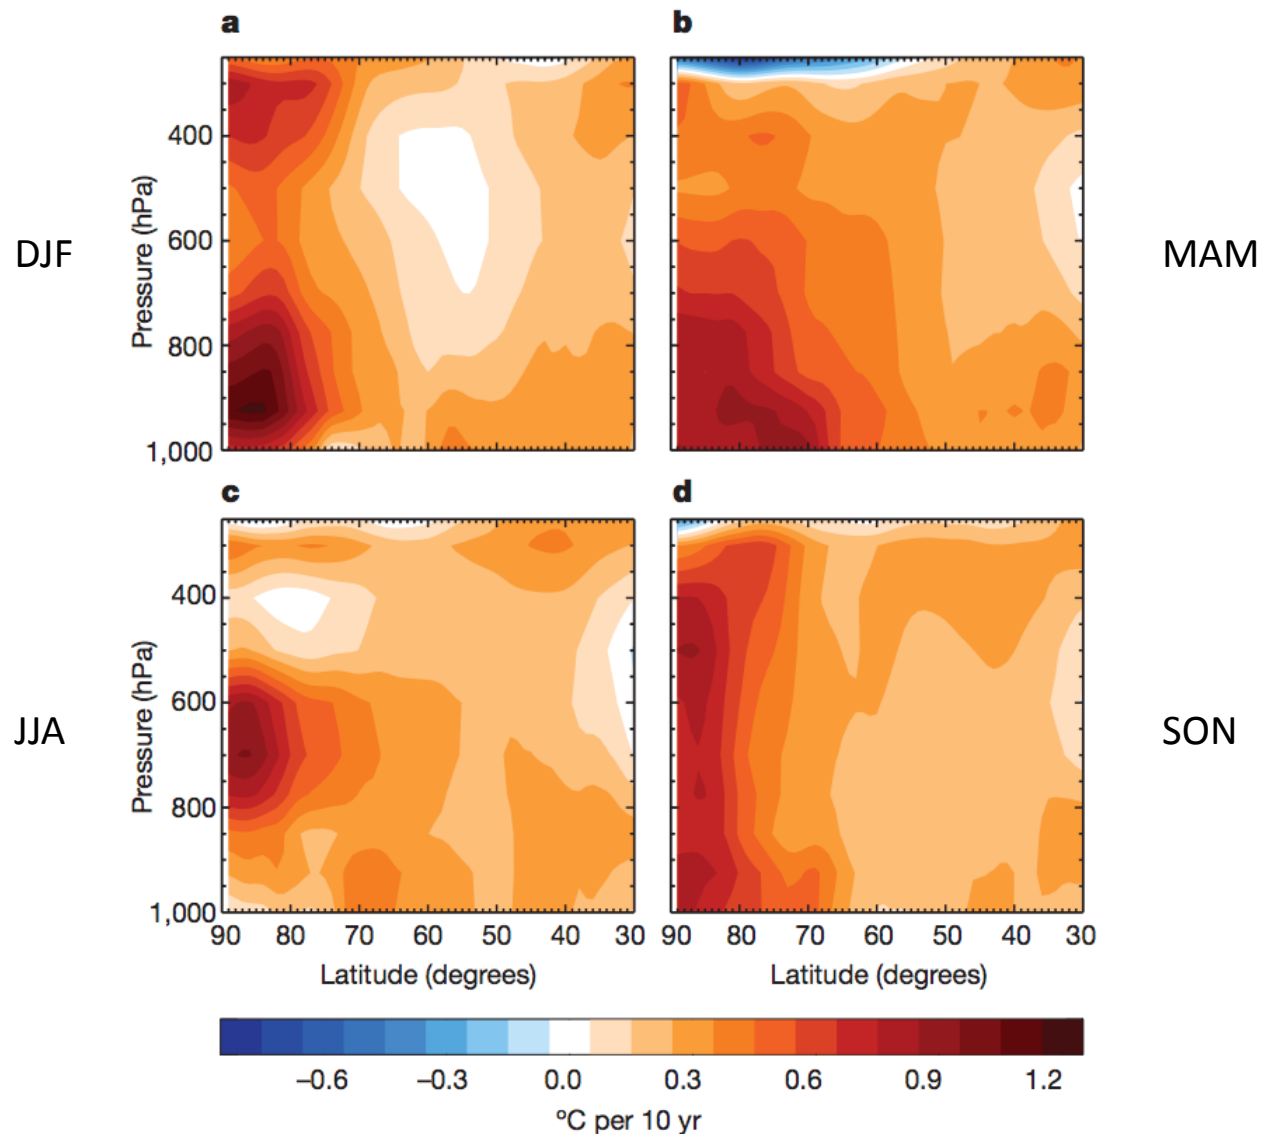 a b
400
600
800
1,000
Pressure (hPa)
DJF
MAM
c d
400
600
800
1,000
Pressure (hPa)
JJA
SON
90 80 70 60 50 40 30 90 80 70 60 50 40 30
Latitude (degrees) Latitude (degrees)
–0.6 –0.3 0.0 0.3 0.6 0.9 1.2
ºC per 10 yr